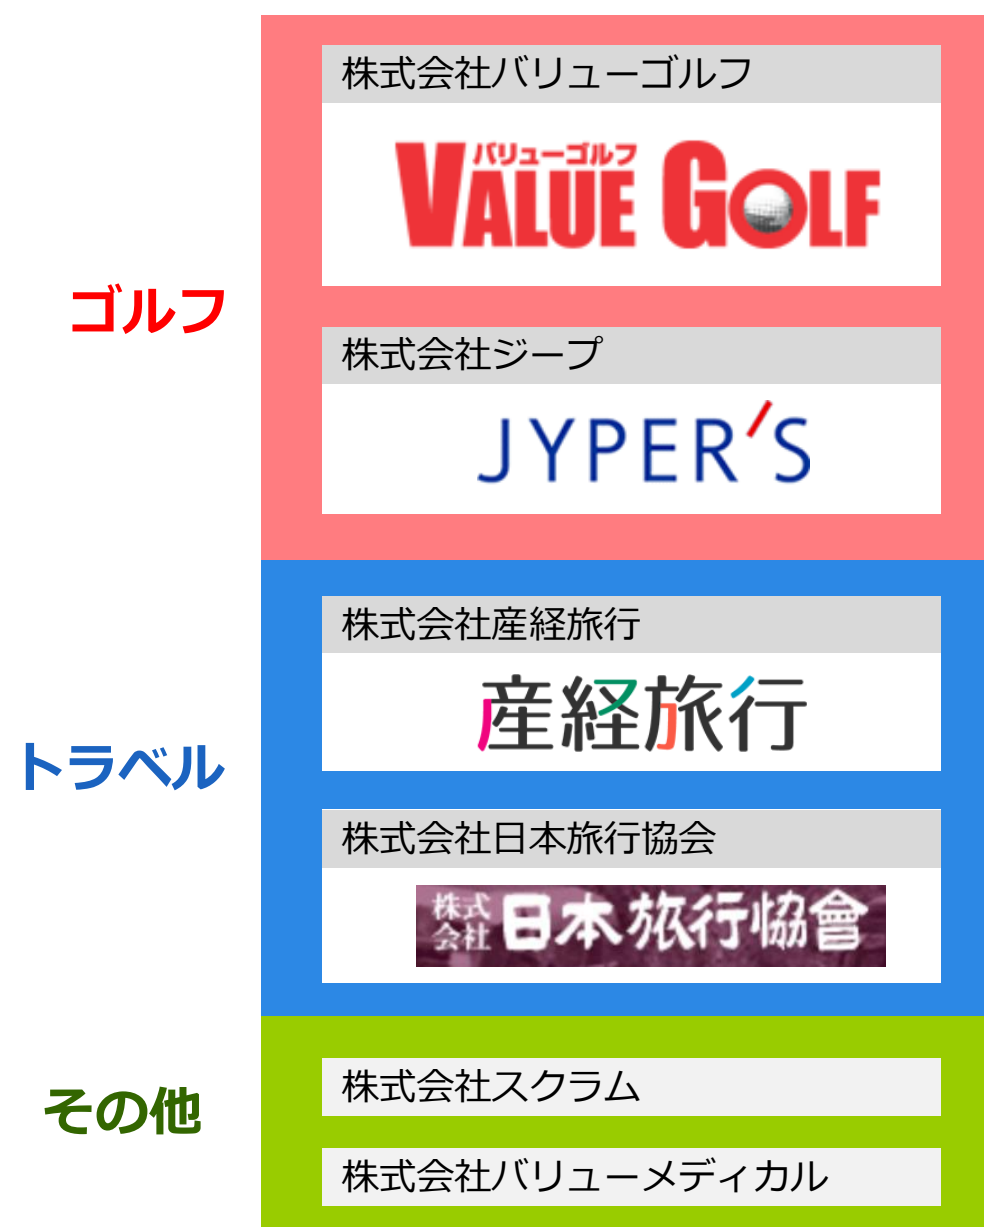 ゴルフ
株式会社バリューゴルフ
バリューゴルフ
VALUE GOLF
株式会社ジープ
JYPER'S
トラベル
株式会社産経旅行
産経旅行
株式会社日本旅行協会
株式会社 日本旅行協會
その他
株式会社スクラム
株式会社バリューメディカル